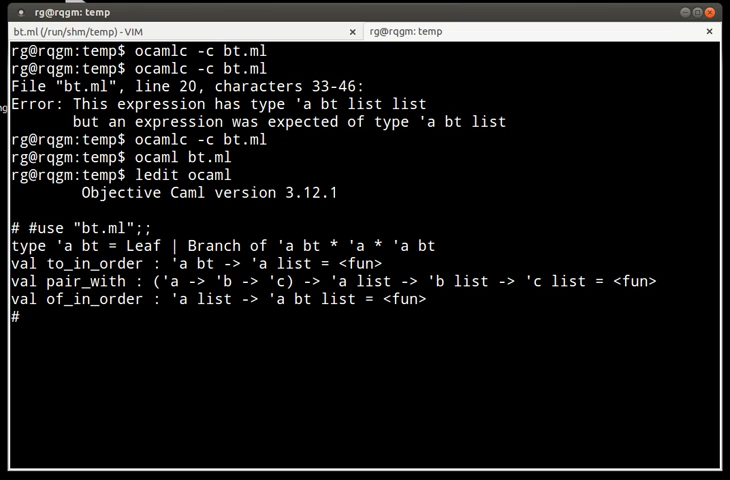 rg@rqgm: temp
bt.ml (/run/shm/temp) - VIM
rg@rqgm: temp
rg@rqgm:temp$ ocamlc -c bt.ml
rg@rqgm:temp$ ocamlc -c bt.ml
File "bt.ml", line 20, characters 33-46:
Error: This expression has type 'a bt list list
but an expression was expected of type 'a bt list
rg@rqgm:temp$ ocamlc -c bt.ml
rg@rqgm:temp$ ocaml bt.ml
rg@rqgm:temp$ ledit ocaml
Objective Caml version 3.12.1
# #use "bt.ml";;
type 'a bt = Leaf | Branch of 'a bt * 'a * 'a bt
val to_in_order : 'a bt -> 'a list = <fun>
val pair_with : ('a -> 'b -> 'c) -> 'a list -> 'b list -> 'c list = <fun>
val of_in_order : 'a list -> 'a bt list = <fun>
#